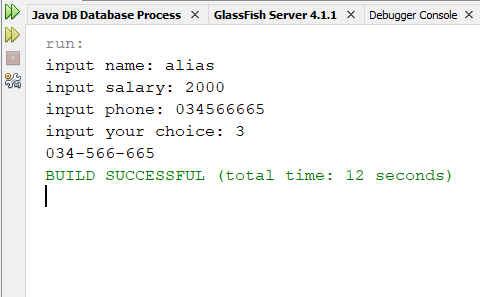 Java DB Database Process × GlassFish Server 4.1.1 × Debugger Console ×
run:
input name: alias
input salary: 2000
input phone: 034566665
input your choice: 3
034-566-665
BUILD SUCCESSFUL (total time: 12 seconds)